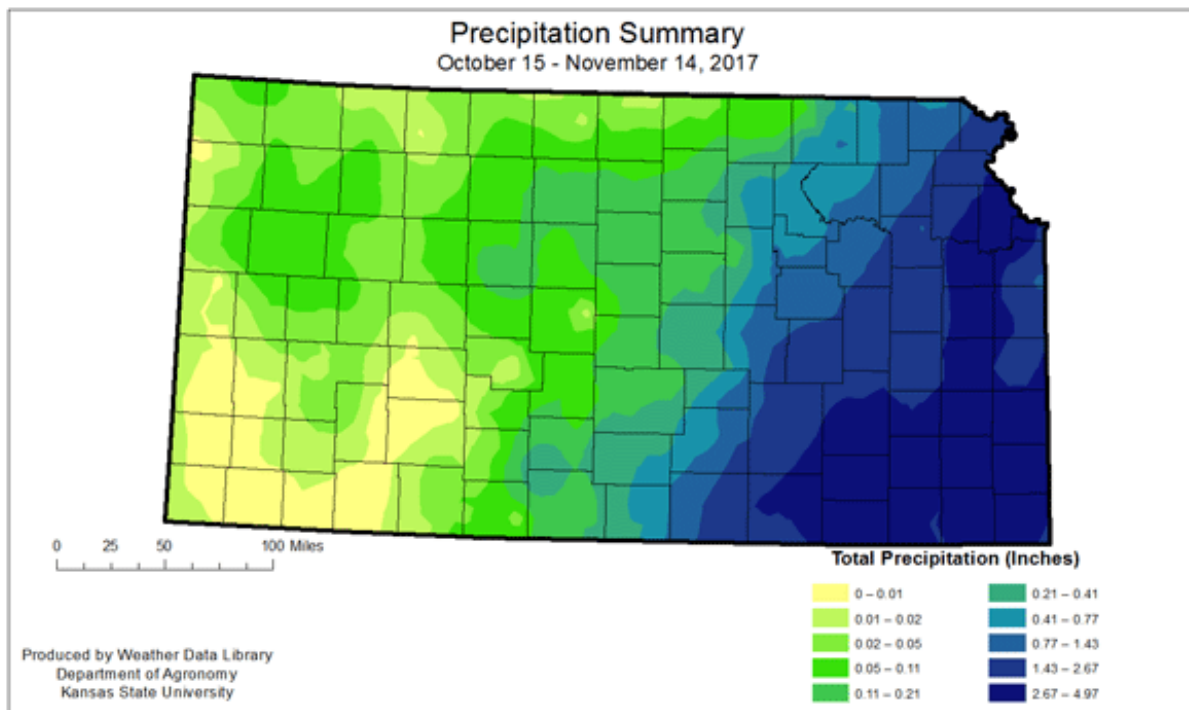 Precipitation Summary
October 15 - November 14, 2017
0 25 50 100 Miles
Total Precipitation (Inches)
0 – 0.01
0.01 – 0.02
0.02 – 0.05
0.05 – 0.11
0.11 – 0.21
0.21 – 0.41
0.41 – 0.77
0.77 – 1.43
1.43 – 2.67
2.67 – 4.97
Produced by Weather Data Library
Department of Agronomy
Kansas State University